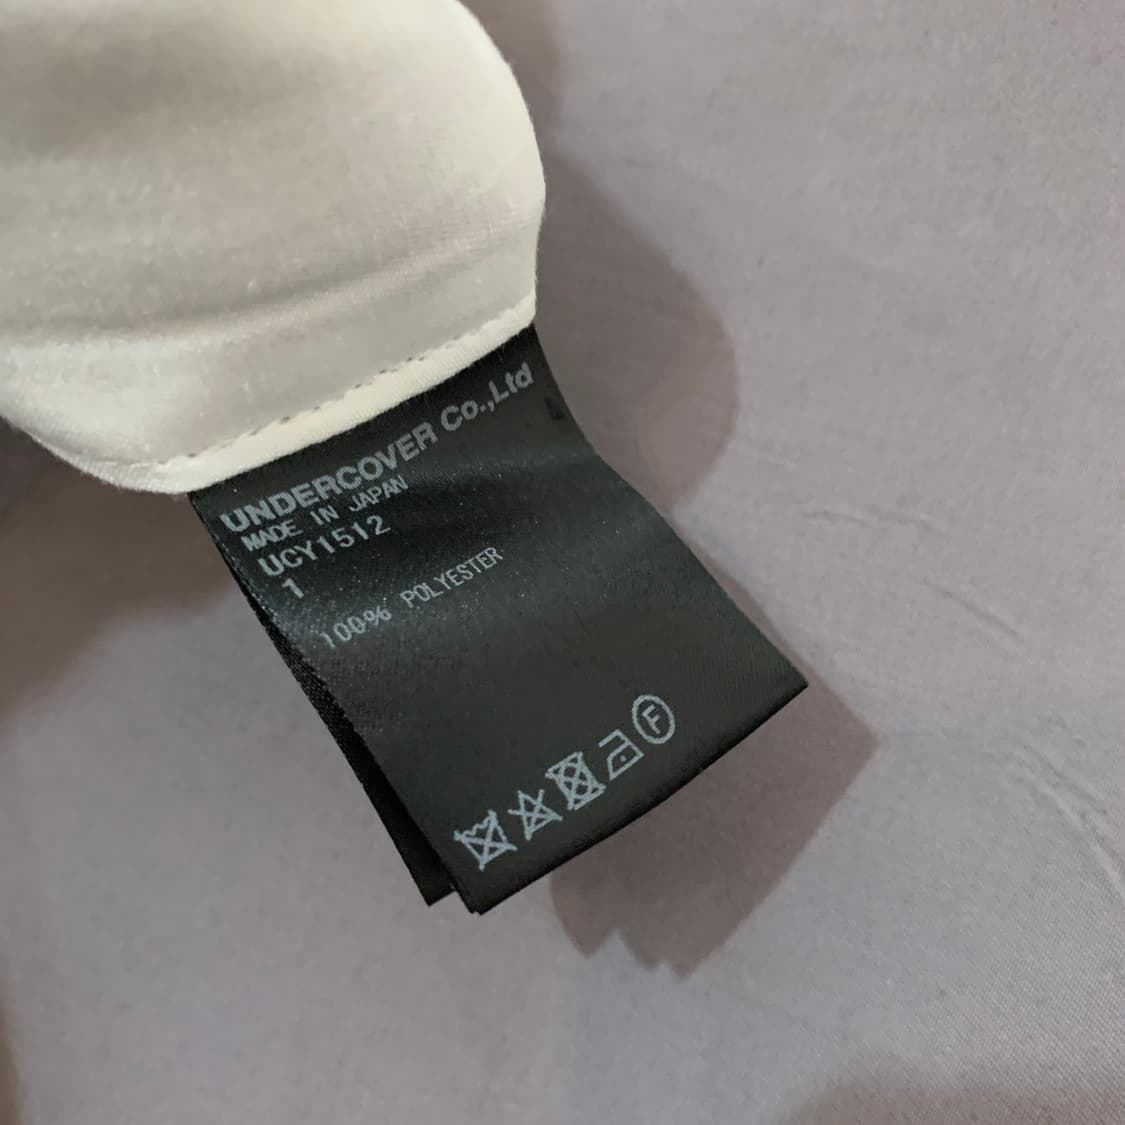 UNDERCOVER Co.,Ltd
MADE IN JAPAN
UCY1512
1
100% POLYESTER
F